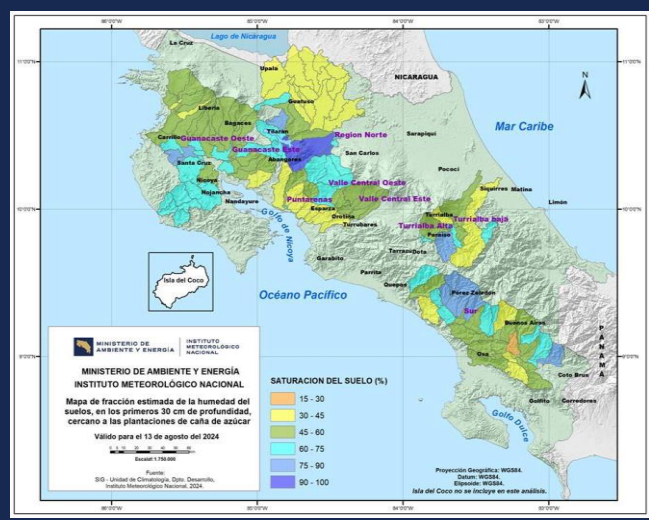 86°0'0"W
85°0'0"W
84°0'0"W
83°0'0"W
Lago de Nicaragua
La Cruz
11°0'0"N
Upala
NICARAGUA
N
Guatuso
Liberia
Mar Caribe
Bagaces
Tilarán
Carrillo
Guanacaste Oeste
Region Norte
Sarapiquí
Guanacaste Este
San Carlos
Santa Cruz
Abangares
Pococí
Nicoya
Valle Central Oeste
Siquirres
Matina
Hojancha
Puntarenas
Valle Central Este
Limón
Nandayure
10°0'0"N
Esparza
Turrialba
Turrialba baja
Orotina
Turrialba Alta
Golfo de Nicoya
Turrubares
Paraíso
Tarrazú
Dota
Garabito
Parrita
Isla del Coco
Quepos
Océano Pacífico
Pérez Zeledón
Sur
Buenos Aires
PANAMÁ
Osa
9°0'0"N
Coto Brus
Golfito
Corredores
Golfo Dulce
MINISTERIO DE
AMBIENTE Y ENERGÍA
INSTITUTO
METEOROLÓGICO
NACIONAL
MINISTERIO DE AMBIENTE Y ENERGÍA
INSTITUTO METEOROLÓGICO NACIONAL
Mapa de fracción estimada de la humedad del
suelos, en los primeros 30 cm de profundidad,
cercano a las plantaciones de caña de azúcar
Válido para el 13 de agosto del 2024
Escala:1:750.000
Fuente:
SIG - Unidad de Climatología, Dpto. Desarrollo,
Instituto Meteorológico Nacional, 2024.
SATURACION DEL SUELO (%)
15 - 30
30 - 45
45 - 60
60 - 75
75 - 90
90 - 100
Proyección Geográfica: WGS84.
Datum: WGS84.
Elipsoide: WGS84.
Isla del Coco no se incluye en este análisis.